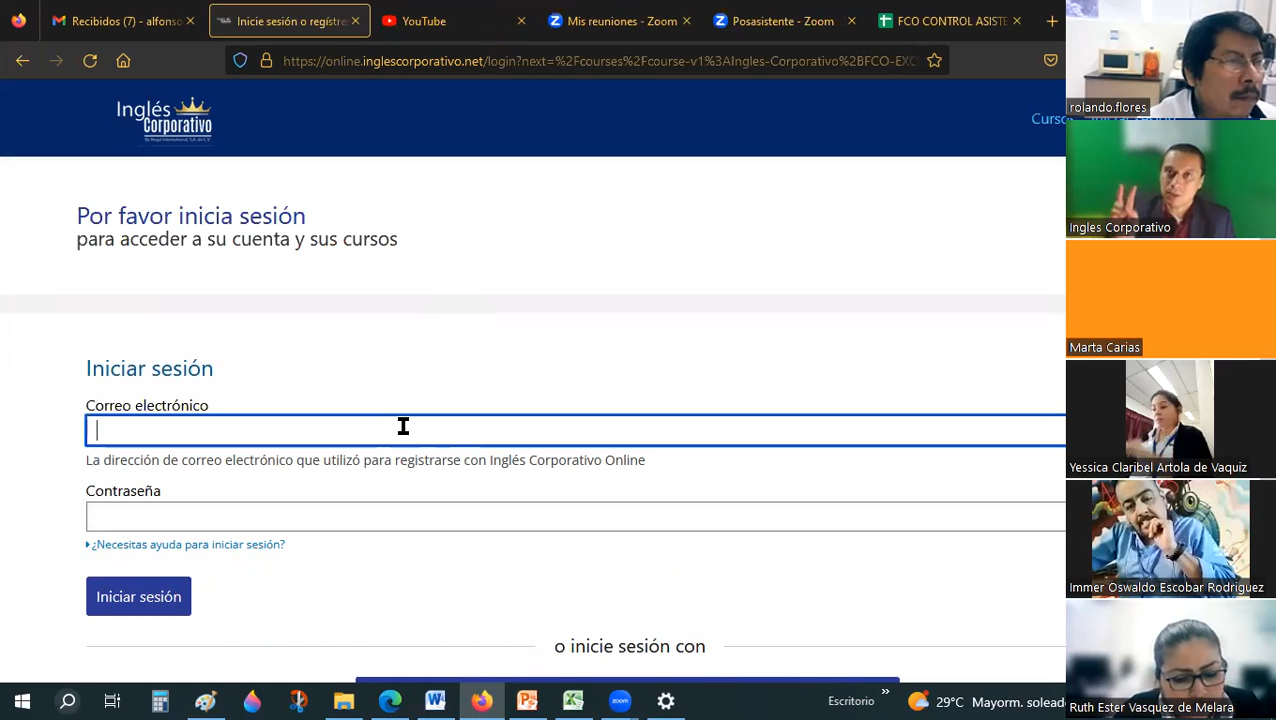 Recibidos (7) - alfonso
Inicie sesión o regístre
YouTube
Mis reuniones - Zoom
Posasistente - Zoom
FCO CONTROL ASISTE
https://online.inglescorporativo.net/login?next=%2Fcourses%2Fcourse-v1%3AIngles-Corporativo%2BFCO-EXC
Inglés
Corporativo
Por favor inicia sesión
para acceder a su cuenta y sus cursos
Iniciar sesión
Correo electrónico
La dirección de correo electrónico que utilizó para registrarse con Inglés Corporativo Online
Contraseña
¿Necesitas ayuda para iniciar sesión?
Iniciar sesión
o inicie sesión con
rolando.flores
Ingles Corporativo
Marta Carias
Yessica Claribel Artola de Vaquiz
Immer Oswaldo Escobar Rodriguez
Ruth Ester Vasquez de Melara
zoom
Escritorio
29°C Mayorm. solead